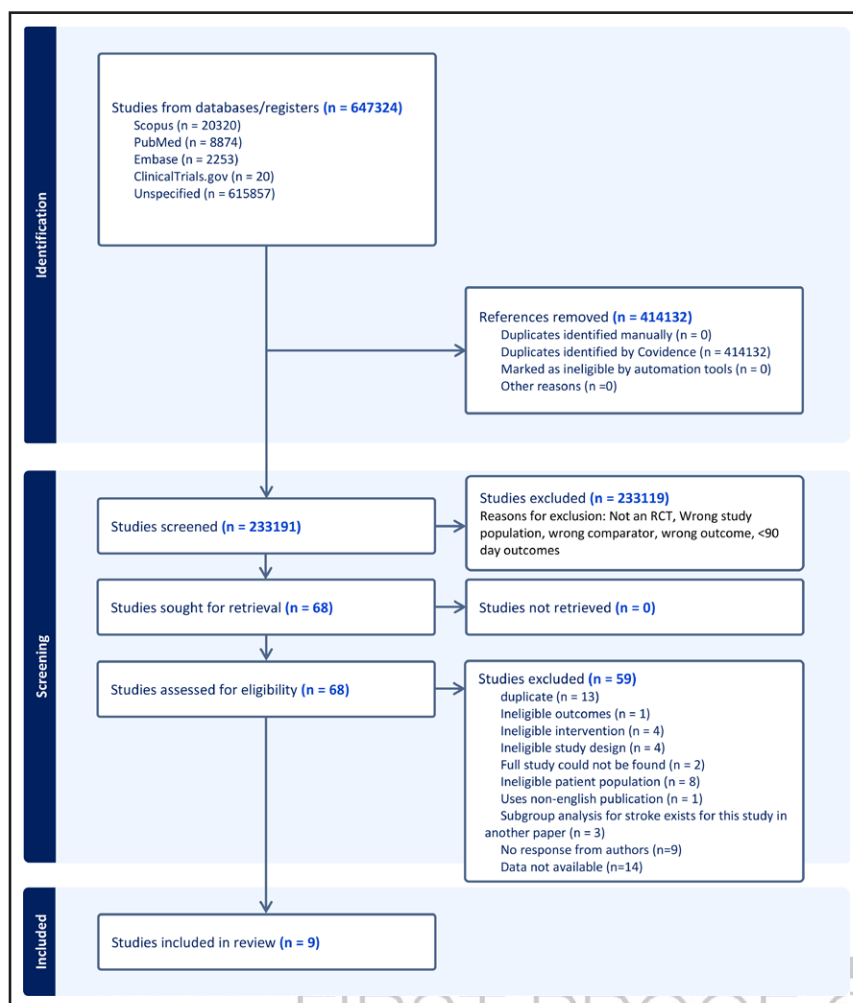 Identification
Studies from databases/registers (n = 647324)
Scopus (n = 20320)
PubMed (n = 8874)
Embase (n = 2253)
ClinicalTrials.gov (n = 20)
Unspecified (n = 615857)
References removed (n = 414132)
Duplicates identified manually (n = 0)
Duplicates identified by Covidence (n = 414132)
Marked as ineligible by automation tools (n = 0)
Other reasons (n =0)
Screening
Studies screened (n = 233191)
Studies excluded (n = 233119)
Reasons for exclusion: Not an RCT, Wrong study
population, wrong comparator, wrong outcome, <90
day outcomes
Studies sought for retrieval (n = 68)
Studies not retrieved (n = 0)
Studies assessed for eligibility (n = 68)
Studies excluded (n = 59)
duplicate (n = 13)
Ineligible outcomes (n = 1)
Ineligible intervention (n = 4)
Ineligible study design (n = 4)
Full study could not be found (n = 2)
Ineligible patient population (n = 8)
Uses non-english publication (n = 1)
Subgroup analysis for stroke exists for this study in
another paper (n = 3)
No response from authors (n=9)
Data not available (n=14)
Included
Studies included in review (n = 9)